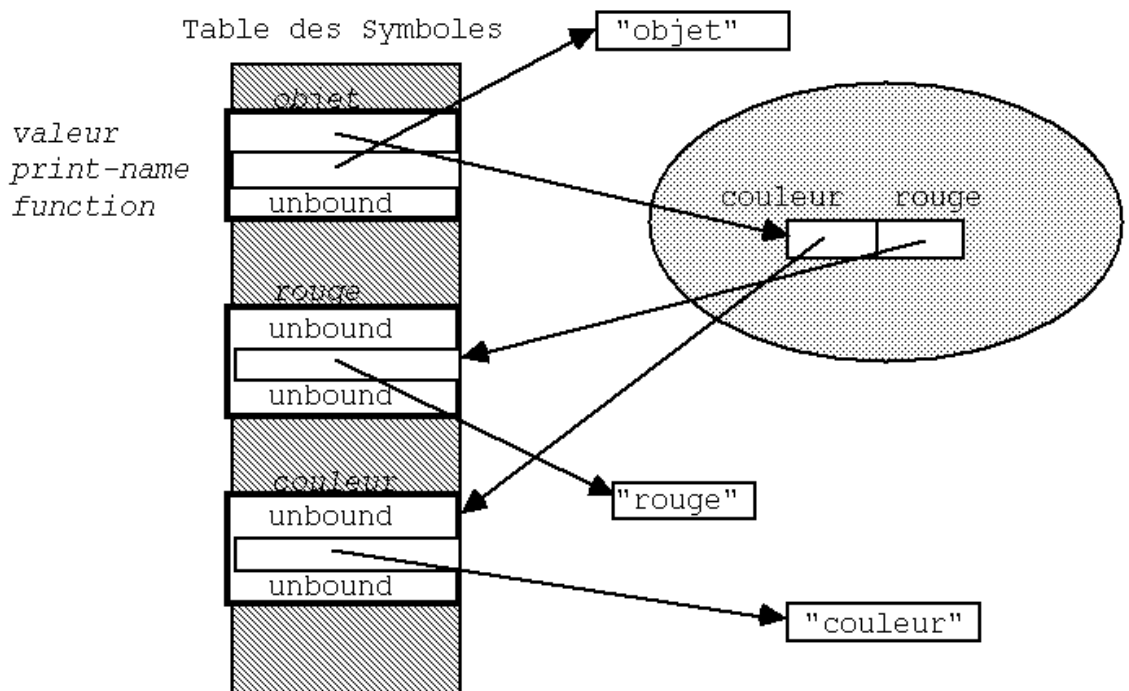 Table des Symboles
"objet"
objet
valeur
print-name
function
unbound
couleur rouge
rouge
unbound
unbound
couleur
unbound
"rouge"
unbound
"couleur"